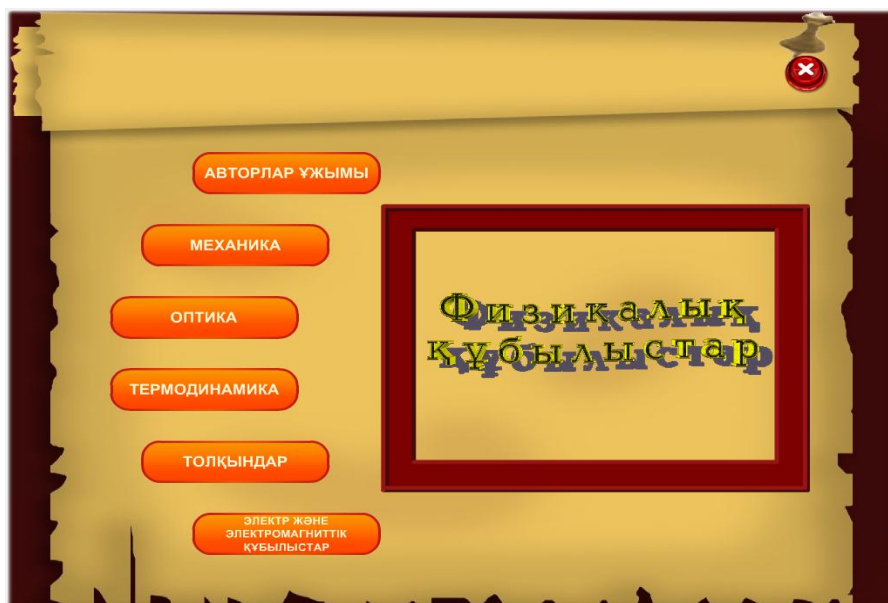 АВТОРЛАР ҰЖЫМЫ
МЕХАНИКА
ОПТИКА
ТЕРМОДИНАМИКА
ТОЛҚЫНДАР
ЭЛЕКТР ЖӘНЕ
ЭЛЕКТРОМАГНИТТІК
ҚҰБЫЛЫСТАР
Физикалық
құбылыстар